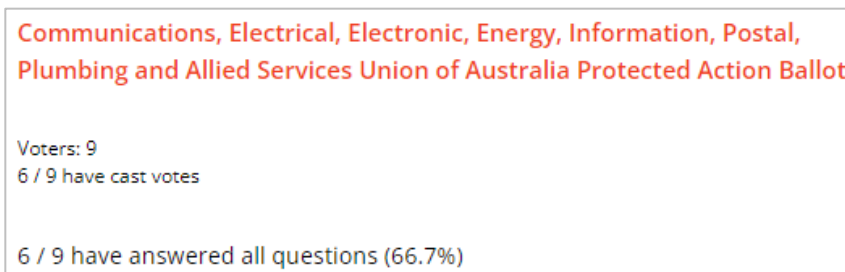 Communications, Electrical, Electronic, Energy, Information, Postal,
Plumbing and Allied Services Union of Australia Protected Action Ballot
Voters: 9
6 / 9 have cast votes
6 / 9 have answered all questions (66.7%)